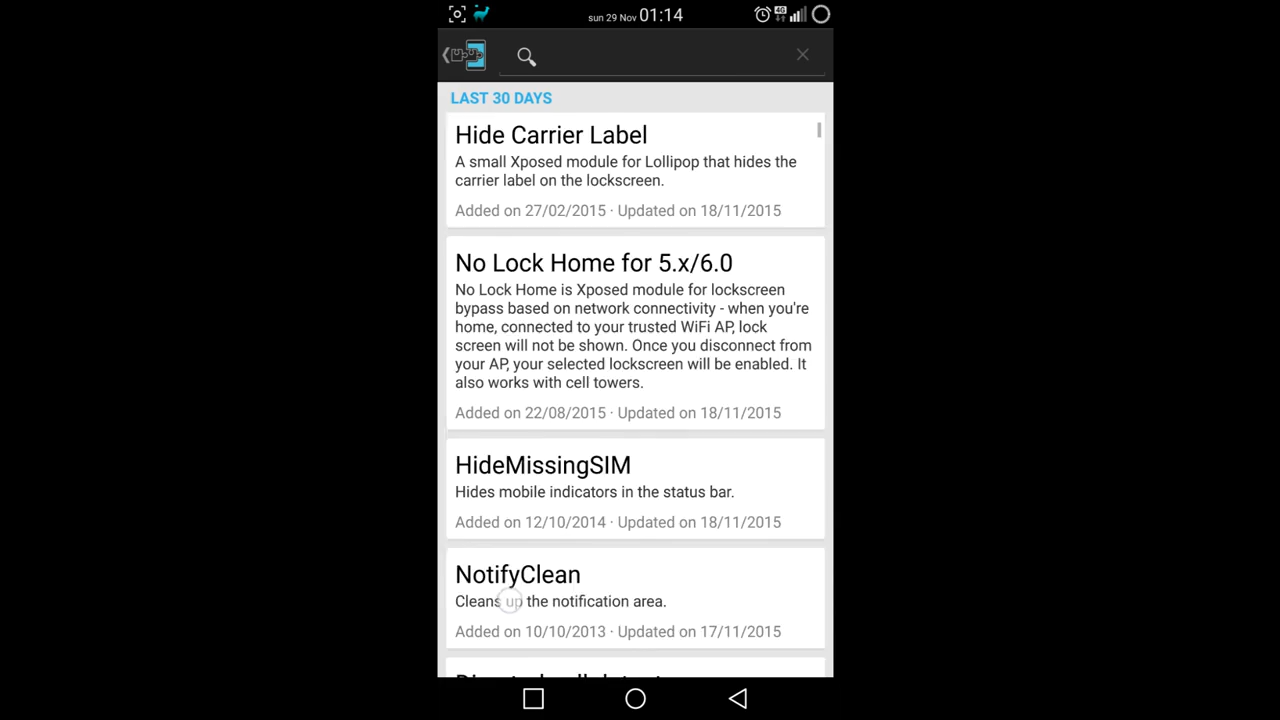 sun 29 Nov 01:14
4G
LAST 30 DAYS
Hide Carrier Label
A small Xposed module for Lollipop that hides the
carrier label on the lockscreen.
Added on 27/02/2015 · Updated on 18/11/2015
No Lock Home for 5.x/6.0
No Lock Home is Xposed module for lockscreen
bypass based on network connectivity - when you're
home, connected to your trusted WiFi AP, lock
screen will not be shown. Once you disconnect from
your AP, your selected lockscreen will be enabled. It
also works with cell towers.
Added on 22/08/2015 · Updated on 18/11/2015
HideMissingSIM
Hides mobile indicators in the status bar.
Added on 12/10/2014 · Updated on 18/11/2015
NotifyClean
Cleans up the notification area.
Added on 10/10/2013 · Updated on 17/11/2015